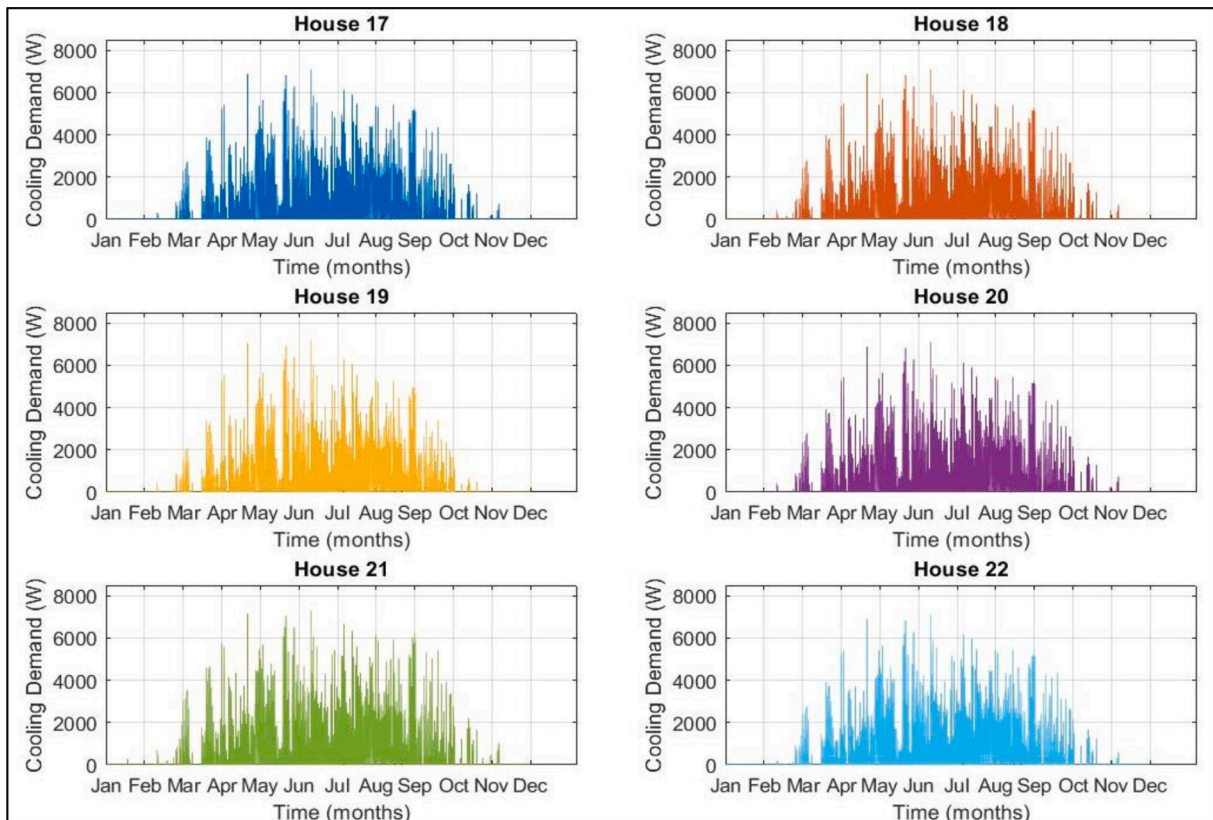 House 17
8000
6000
4000
2000
0
Cooling Demand (W)
Jan Feb Mar Apr May Jun Jul Aug Sep Oct Nov Dec
Time (months)
House 18
8000
6000
4000
2000
0
Cooling Demand (W)
Jan Feb Mar Apr May Jun Jul Aug Sep Oct Nov Dec
Time (months)
House 19
8000
6000
4000
2000
0
Cooling Demand (W)
Jan Feb Mar Apr May Jun Jul Aug Sep Oct Nov Dec
Time (months)
House 20
8000
6000
4000
2000
0
Cooling Demand (W)
Jan Feb Mar Apr May Jun Jul Aug Sep Oct Nov Dec
Time (months)
House 21
8000
6000
4000
2000
0
Cooling Demand (W)
Jan Feb Mar Apr May Jun Jul Aug Sep Oct Nov Dec
Time (months)
House 22
8000
6000
4000
2000
0
Cooling Demand (W)
Jan Feb Mar Apr May Jun Jul Aug Sep Oct Nov Dec
Time (months)